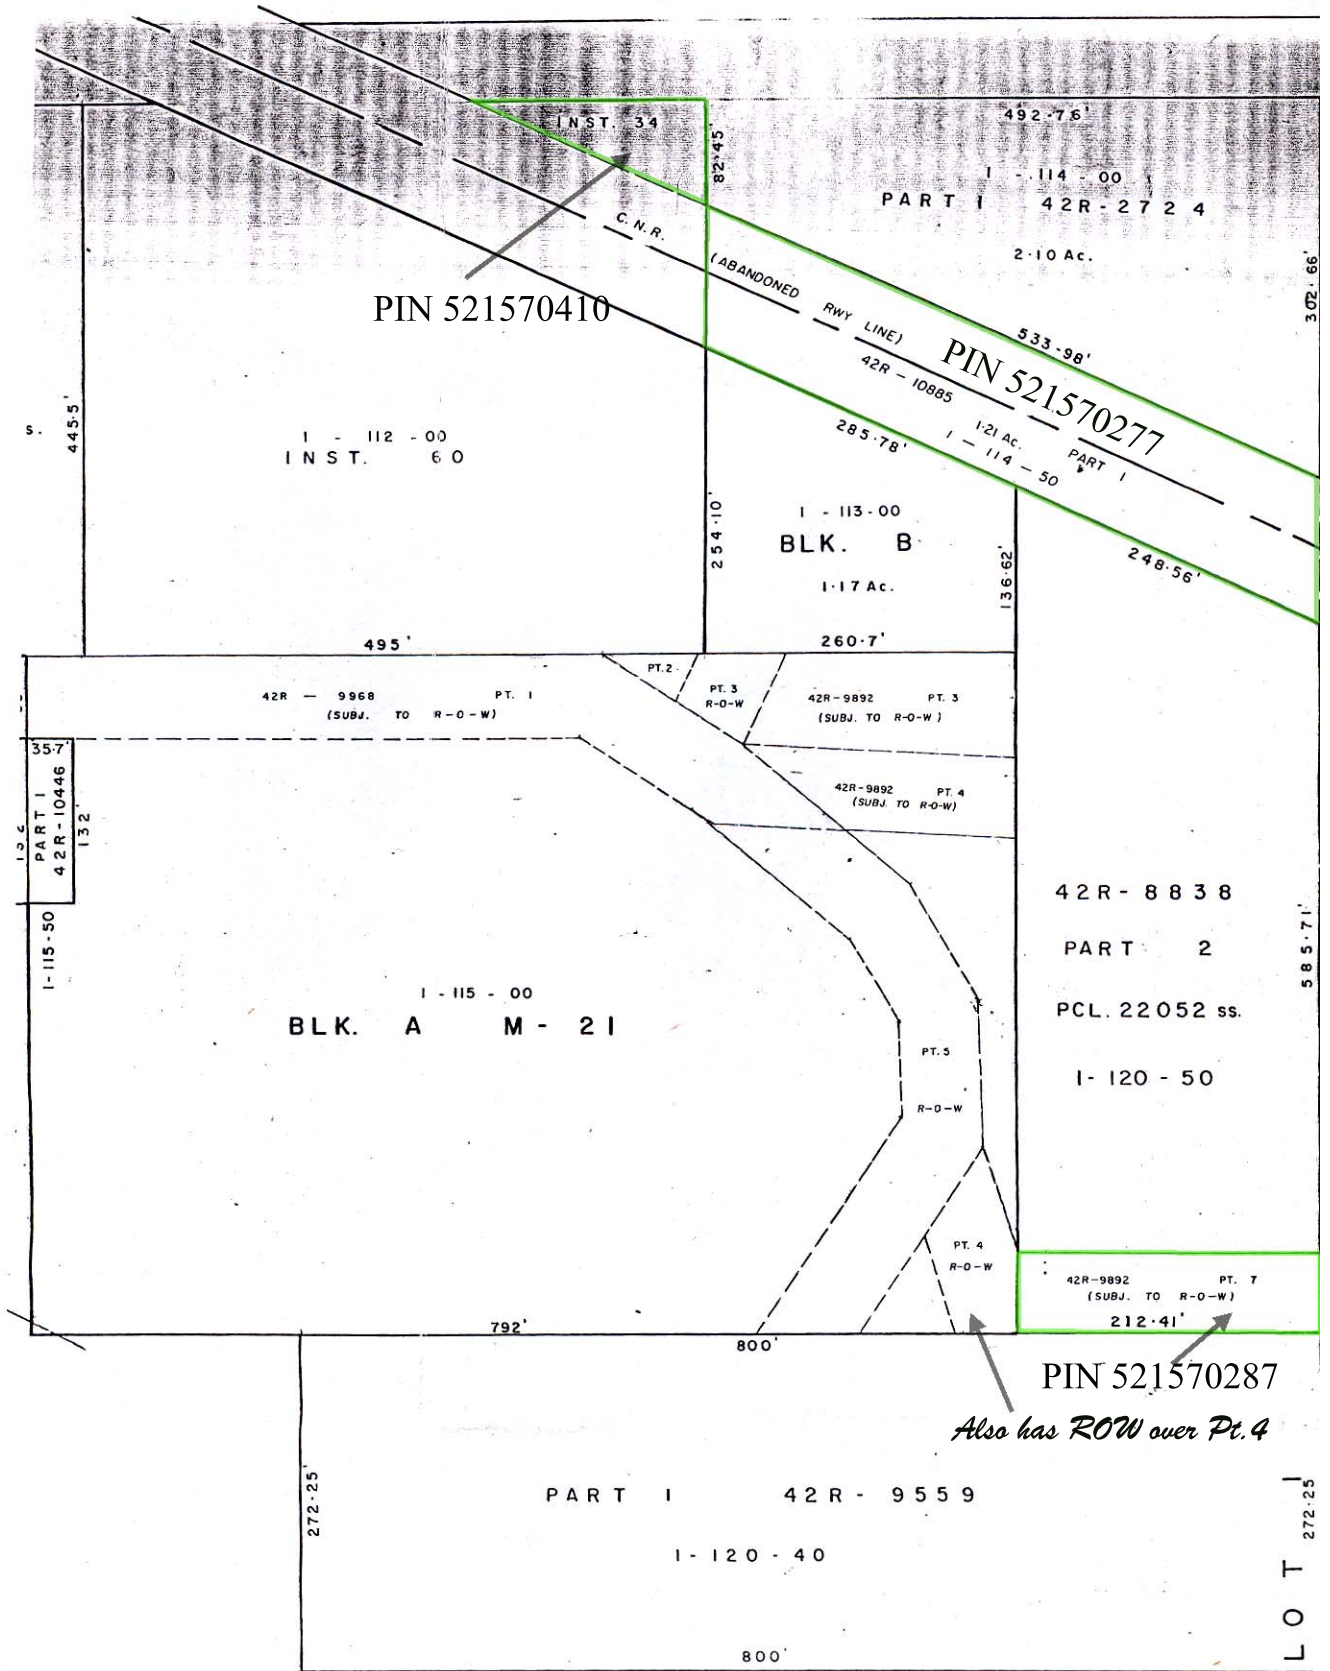 INST. 34
82.45'
492.76'
1 - 114 - 00
PART 1 42R-2724
2.10 Ac.
302.66'
C.N.R. (ABANDONED RWY LINE)
PIN 521570410
533.98'
PIN 521570277
42R - 10885 PART 1
1.21 Ac.
1 - 114 - 50
285.78'
248.56'
S.
445.5'
1 - 112 - 00
INST. 60
254.10'
1 - 113 - 00
BLK. B
1.17 Ac.
136.62'
495'
260.7'
PT. 2
PT. 3
R-O-W
42R - 9968 PT. 1
(SUBJ. TO R-O-W)
42R-9892 PT. 3
(SUBJ. TO R-O-W)
42R-9892 PT. 4
(SUBJ. TO R-O-W)
35.7'
PART 1
42R-10446
132'
1-115-50
42R-8838
PART 2
PCL. 22052 SS.
1-120-50
585.71'
1 - 115 - 00
BLK. A M-21
PT. 5
R-O-W
PT. 4
R-O-W
42R-9892 PT. 7
(SUBJ. TO R-O-W)
212.41'
792'
800'
PIN 521570287
Also has ROW over Pt.4
272.25'
PART 1 42R-9559
1-120-40
272.25
LOT 1
800'